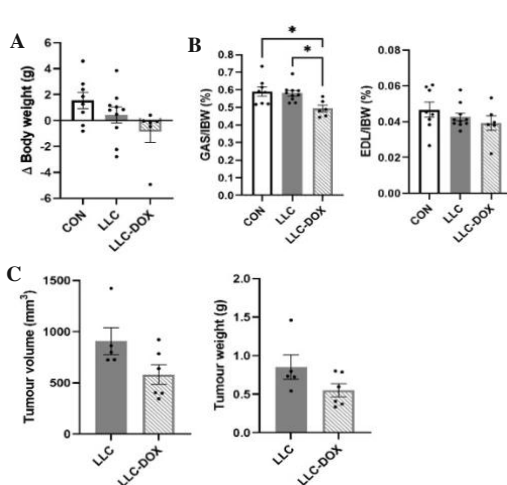 A
Δ Body weight (g)
6
4
2
0
-2
-4
-6
CON
LLC
LLC-DOX
B
GAS/IBW (%)
0.8
0.7
0.6
0.5
0.4
0.3
0.2
0.1
0.0
*
*
CON
LLC
LLC-DOX
EDL/IBW (%)
0.08
0.06
0.04
0.02
0.00
CON
LLC
LLC-DOX
C
Tumour volume (mm³)
1500
1000
500
0
LLC
LLC-DOX
Tumour weight (g)
2.0
1.5
1.0
0.5
0.0
LLC
LLC-DOX